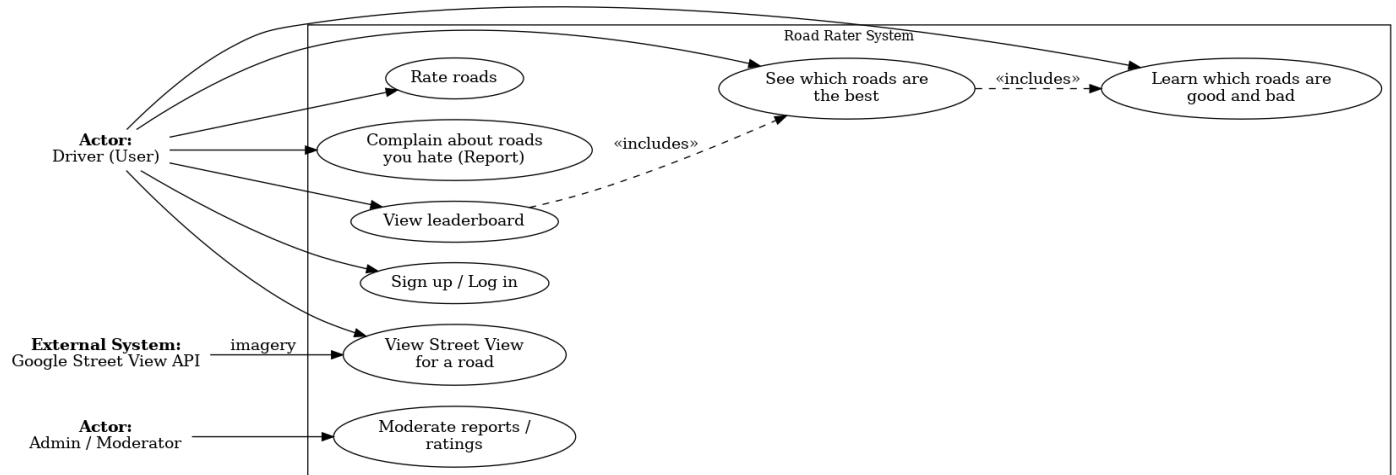 Road Rater System
Rate roads
See which roads are
the best
«includes»
Learn which roads are
good and bad
Actor:
Driver (User)
Complain about roads
you hate (Report)
«includes»
View leaderboard
Sign up / Log in
External System:
Google Street View API
imagery
View Street View
for a road
Actor:
Admin / Moderator
Moderate reports /
ratings